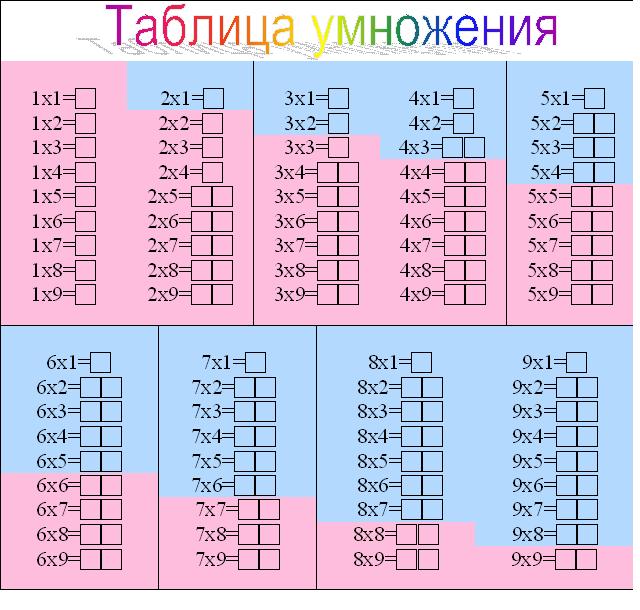 Таблица умножения
1x1=
1x2=
1x3=
1x4=
1x5=
1x6=
1x7=
1x8=
1x9=
2x1=
2x2=
2x3=
2x4=
2x5=
2x6=
2x7=
2x8=
2x9=
3x1=
3x2=
3x3=
3x4=
3x5=
3x6=
3x7=
3x8=
3x9=
4x1=
4x2=
4x3=
4x4=
4x5=
4x6=
4x7=
4x8=
4x9=
5x1=
5x2=
5x3=
5x4=
5x5=
5x6=
5x7=
5x8=
5x9=
6x1=
6x2=
6x3=
6x4=
6x5=
6x6=
6x7=
6x8=
6x9=
7x1=
7x2=
7x3=
7x4=
7x5=
7x6=
7x7=
7x8=
7x9=
8x1=
8x2=
8x3=
8x4=
8x5=
8x6=
8x7=
8x8=
8x9=
9x1=
9x2=
9x3=
9x4=
9x5=
9x6=
9x7=
9x8=
9x9=